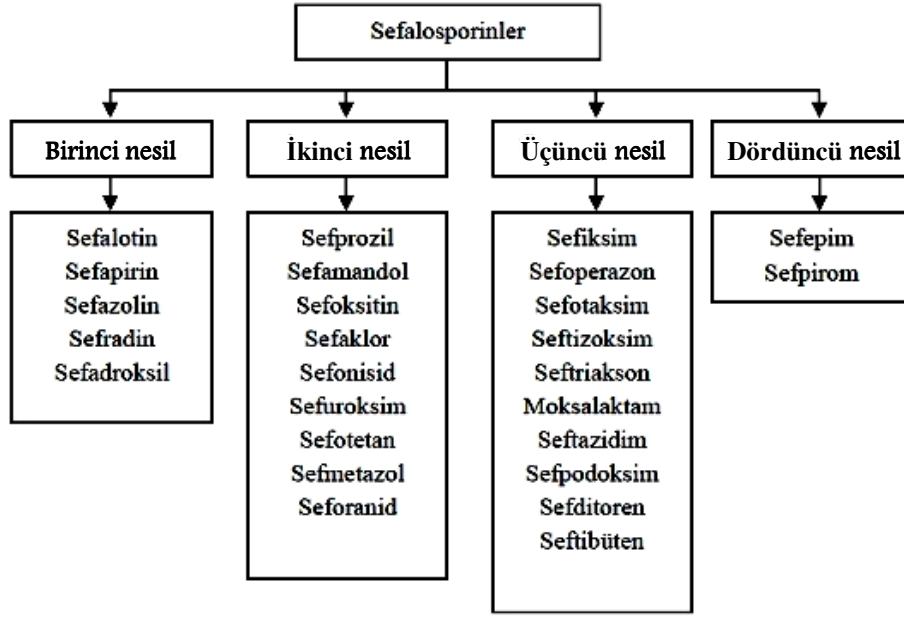 Sefalosporinler
Birinci nesil
İkinci nesil
Üçüncü nesil
Dördüncü nesil
Sefalotin
Sefapirin
Sefazolin
Sefradin
Sefadroksil
Sefprozil
Sefamandol
Sefoksitin
Sefaklor
Sefonisid
Sefuroksim
Sefotetan
Sefmetazol
Seforanid
Sefiksim
Sefoperazon
Sefotaksim
Seftizoksim
Seftriakson
Moksalaktam
Seftazidim
Sefpodoksim
Sefditoren
Seftibüten
Sefepim
Sefpirom